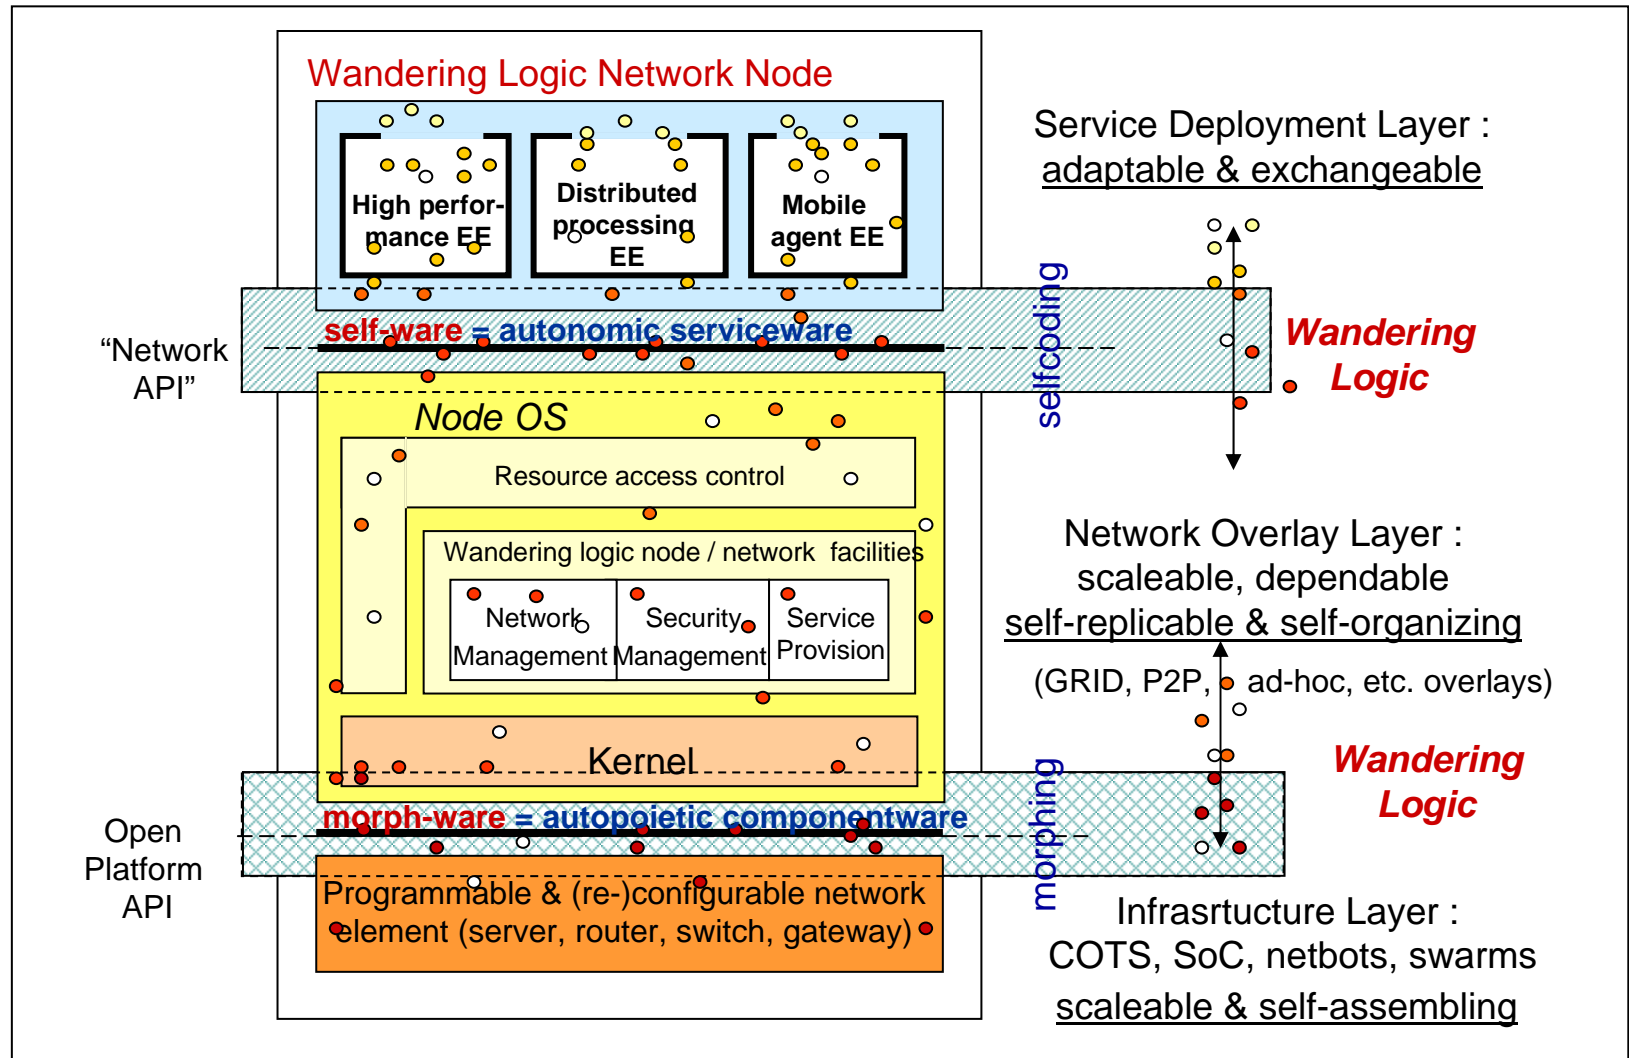 Wandering Logic Network Node
High perfor-
mance EE
Distributed
processing
EE
Mobile
agent EE
self-ware = autonomic serviceware
“Network
API”
Node OS
Resource access control
Wandering logic node / network facilities
Network
Management
Security
Management
Service
Provision
Kernel
morph-ware = autopoietic componentware
Open
Platform
API
Programmable & (re-)configurable network
element (server, router, switch, gateway)
selfcoding
morphing
Service Deployment Layer :
adaptable & exchangeable
Wandering
Logic
Network Overlay Layer :
scaleable, dependable
self-replicable & self-organizing
(GRID, P2P, ad-hoc, etc. overlays)
Wandering
Logic
Infrasrtucture Layer :
COTS, SoC, netbots, swarms
scaleable & self-assembling